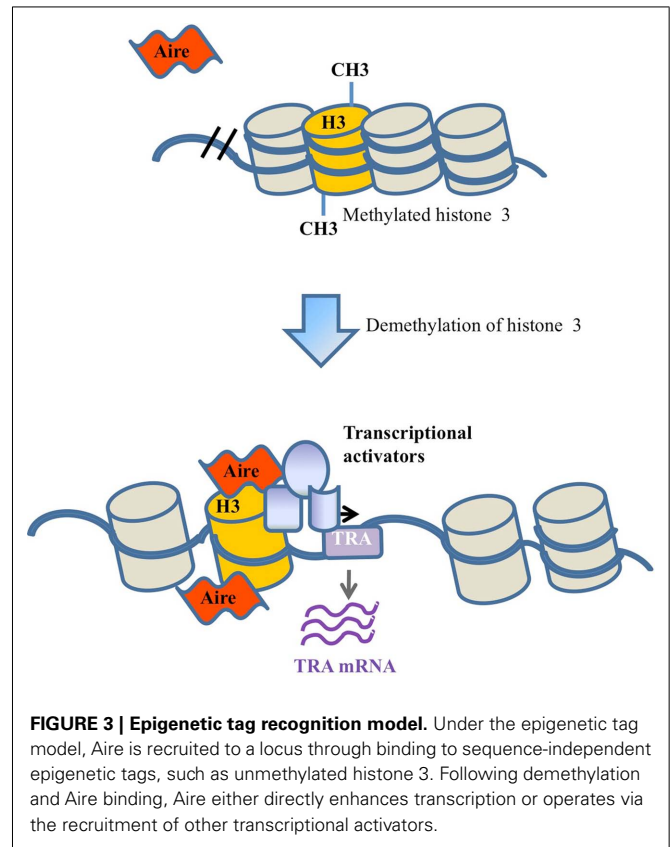 Aire
CH3
H3
Methylated histone 3
CH3
Demethylation of histone 3
Transcriptional
activators
Aire
H3
TRA
Aire
TRA mRNA
FIGURE 3 | Epigenetic tag recognition model. Under the epigenetic tag
model, Aire is recruited to a locus through binding to sequence-independent
epigenetic tags, such as unmethylated histone 3. Following demethylation
and Aire binding, Aire either directly enhances transcription or operates via
the recruitment of other transcriptional activators.